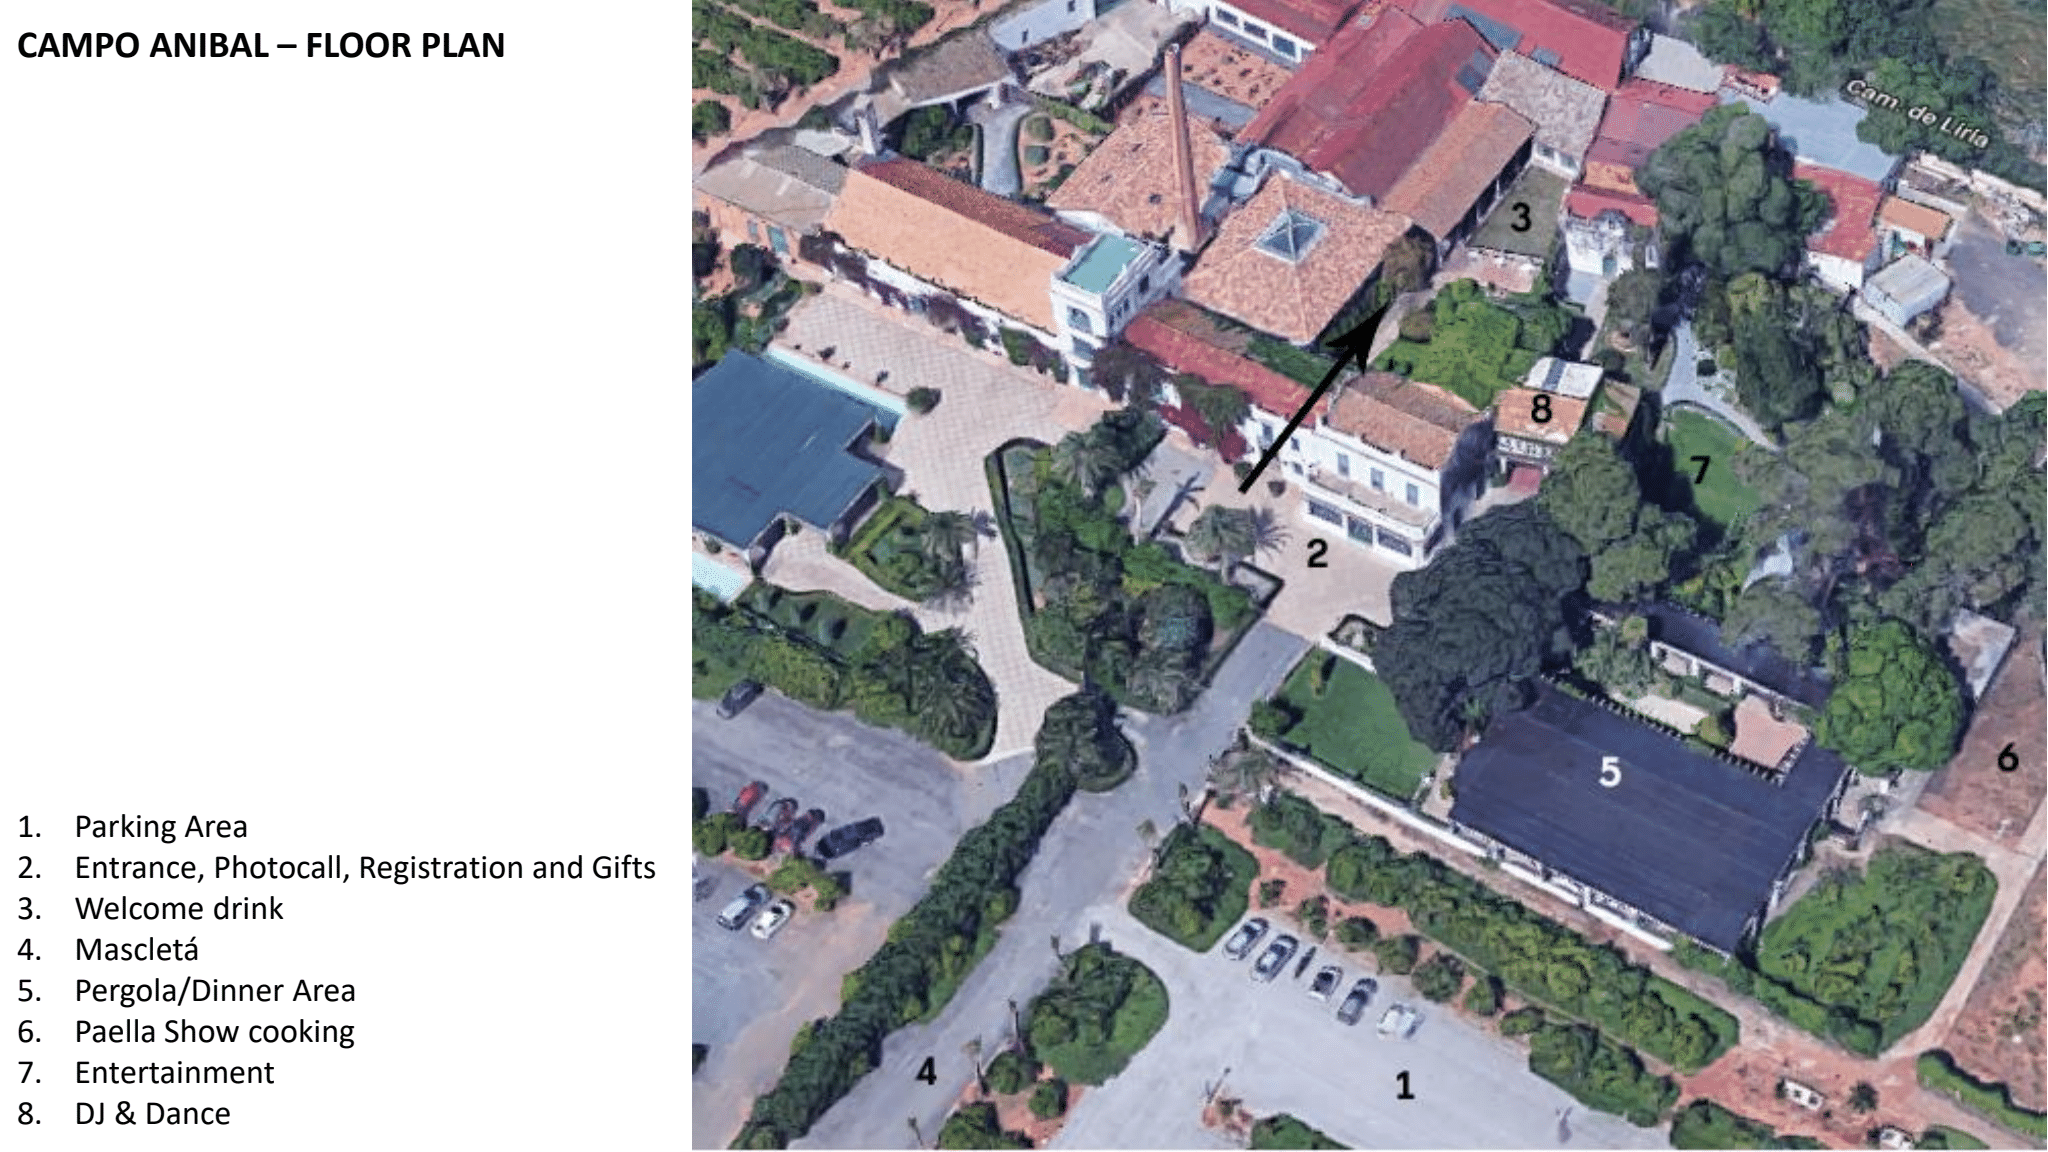 CAMPO ANIBAL – FLOOR PLAN
1. Parking Area
2. Entrance, Photocall, Registration and Gifts
3. Welcome drink
4. Mascletá
5. Pergola/Dinner Area
6. Paella Show cooking
7. Entertainment
8. DJ & Dance
Cam. de Llíria
3
8
7
2
5
6
4
1